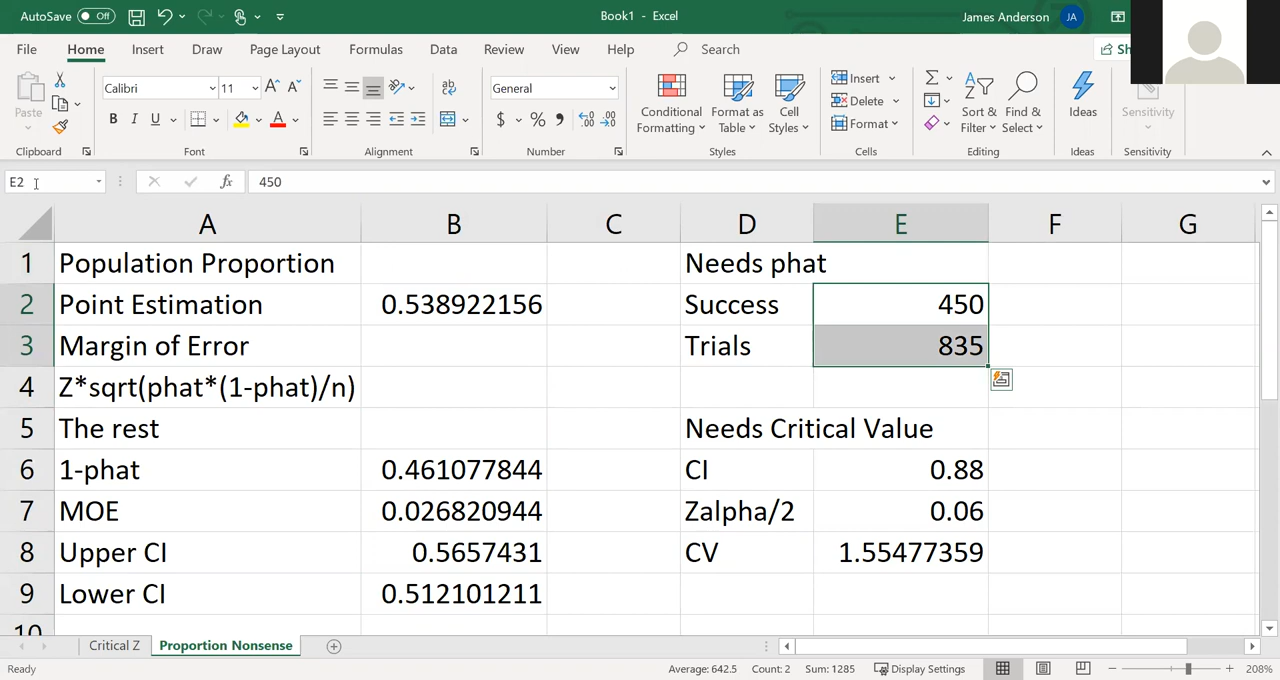 AutoSave Off Book1 - Excel James Anderson JA
File Home Insert Draw Page Layout Formulas Data Review View Help Search Sh
Paste Calibri 11 A A General Conditional Formatting Format as Table Cell Styles Insert Delete Format Sort & Filter Find & Select Ideas Sensitivity
B I U A $ % 9
Clipboard Font Alignment Number Styles Cells Editing Ideas Sensitivity
E2 fx 450
A B C D E F G
1 Population Proportion Needs phat
2 Point Estimation 0.538922156 Success 450
3 Margin of Error Trials 835
4 Z*sqrt(phat*(1-phat)/n)
5 The rest Needs Critical Value
6 1-phat 0.461077844 CI 0.88
7 MOE 0.026820944 Zalpha/2 0.06
8 Upper CI 0.5657431 CV 1.55477359
9 Lower CI 0.512101211
10
Critical Z Proportion Nonsense
Ready Average: 642.5 Count: 2 Sum: 1285 Display Settings 208%